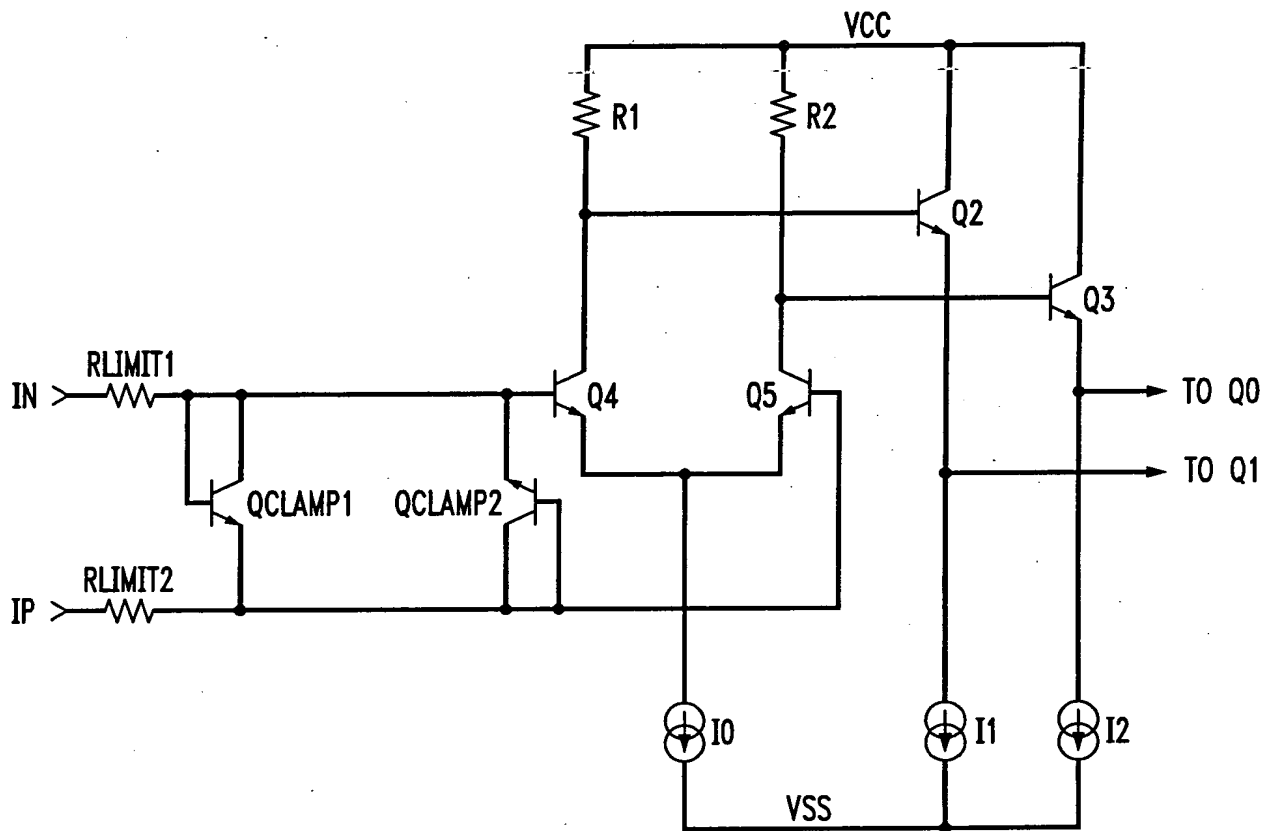 VCC
R1
R2
Q2
Q3
RLIMIT1
IN
Q4
Q5
TO Q0
TO Q1
QCLAMP1
QCLAMP2
RLIMIT2
IP
I0
I1
I2
VSS